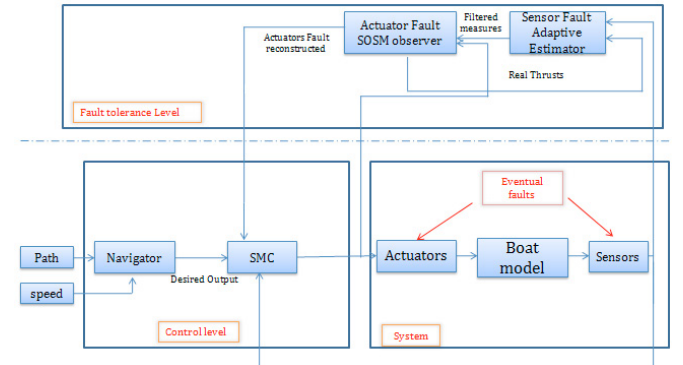 Actuators Fault
reconstructed
Actuator Fault
SOSM observer
Filtered
measures
Sensor Fault
Adaptive
Estimator
Real Thrusts
Fault tolerance Level
Eventual
faults
Path
Navigator
SMC
Actuators
Boat
model
Sensors
Desired Output
speed
Control level
System